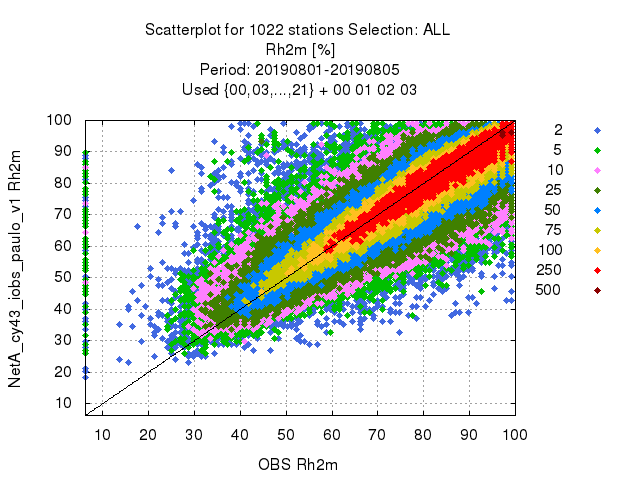 Scatterplot for 1022 stations Selection: ALL
Rh2m [%]
Period: 20190801-20190805
Used {00,03,...,21} + 00 01 02 03
NetA_cy43_iobs_paulo_v1 Rh2m
100
90
80
70
60
50
40
30
20
10
10 20 30 40 50 60 70 80 90 100
OBS Rh2m
2
5
10
25
50
75
100
250
500